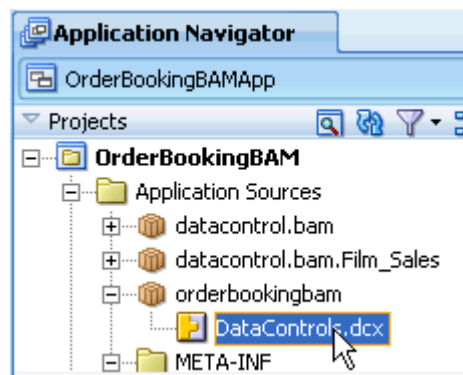 Application Navigator
OrderBookingBAMApp
Projects
OrderBookingBAM
Application Sources
datacontrol.bam
datacontrol.bam.Film_Sales
orderbookingbam
DataControls.dcx
META-INF